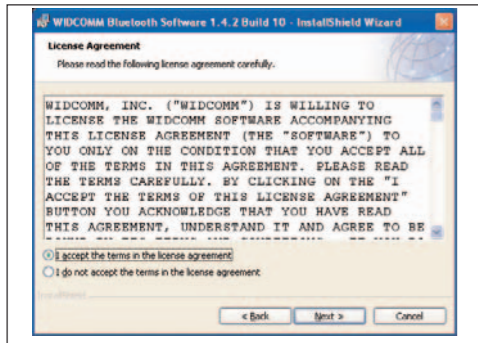 WIDCOMM Bluetooth Software 1.4.2 Build 10 - InstallShield Wizard
License Agreement
Please read the following license agreement carefully.
WIDCOMM, INC. ("WIDCOMM") IS WILLING TO
LICENSE THE WIDCOMM SOFTWARE ACCOMPANYING
THIS LICENSE AGREEMENT (THE "SOFTWARE") TO
YOU ONLY ON THE CONDITION THAT YOU ACCEPT ALL
OF THE TERMS IN THIS AGREEMENT. PLEASE READ
THE TERMS CAREFULLY. BY CLICKING ON THE "I
ACCEPT THE TERMS OF THIS LICENSE AGREEMENT"
BUTTON YOU ACKNOWLEDGE THAT YOU HAVE READ
THIS AGREEMENT, UNDERSTAND IT AND AGREE TO BE
I accept the terms in the license agreement
I do not accept the terms in the license agreement
InstallShield
< Back
Next >
Cancel